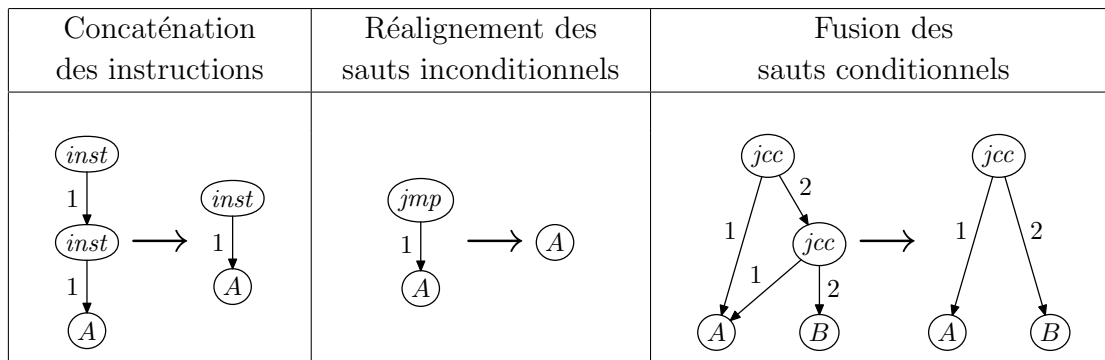 Concaténation
des instructions
Réalignement des
sauts inconditionnels
Fusion des
sauts conditionnels
inst
1
inst
1
A
inst
1
A
jmp
1
A
A
jcc
1
2
jcc
1
2
A
B
jcc
1
2
A
B